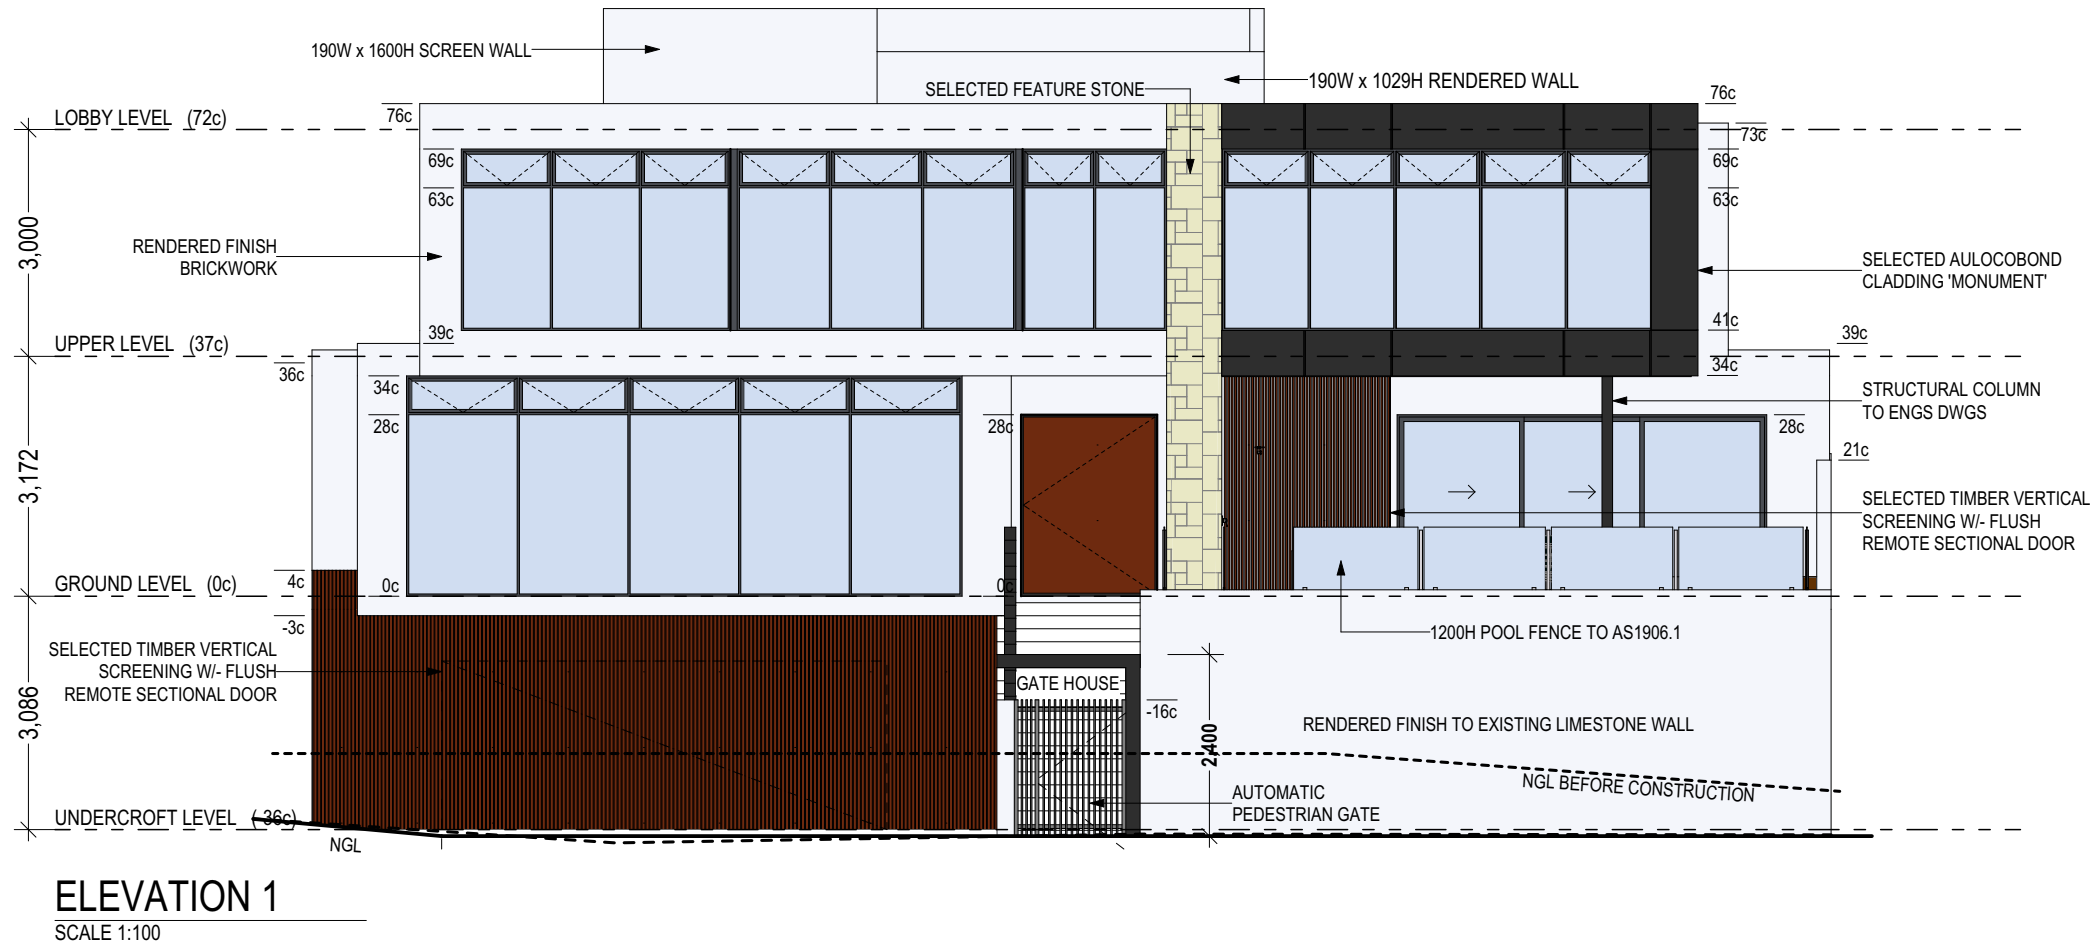 190W x 1600H SCREEN WALL
190W x 1029H RENDERED WALL
SELECTED FEATURE STONE
76c
76c
LOBBY LEVEL (72c)
73c
69c
69c
63c
63c
3,000
RENDERED FINISH
BRICKWORK
SELECTED AULOCOBOND
CLADDING 'MONUMENT'
39c
41c
39c
UPPER LEVEL (37c)
36c
34c
34c
STRUCTURAL COLUMN
TO ENGS DWGS
28c
28c
28c
21c
3,172
SELECTED TIMBER VERTICAL
SCREENING W/- FLUSH
REMOTE SECTIONAL DOOR
GROUND LEVEL (0c)
4c
0c
0c
-3c
1200H POOL FENCE TO AS1906.1
SELECTED TIMBER VERTICAL
SCREENING W/- FLUSH
REMOTE SECTIONAL DOOR
GATE HOUSE
-16c
3,086
2,400
RENDERED FINISH TO EXISTING LIMESTONE WALL
NGL BEFORE CONSTRUCTION
AUTOMATIC
PEDESTRIAN GATE
UNDERCROFT LEVEL (-36c)
NGL
ELEVATION 1
SCALE 1:100